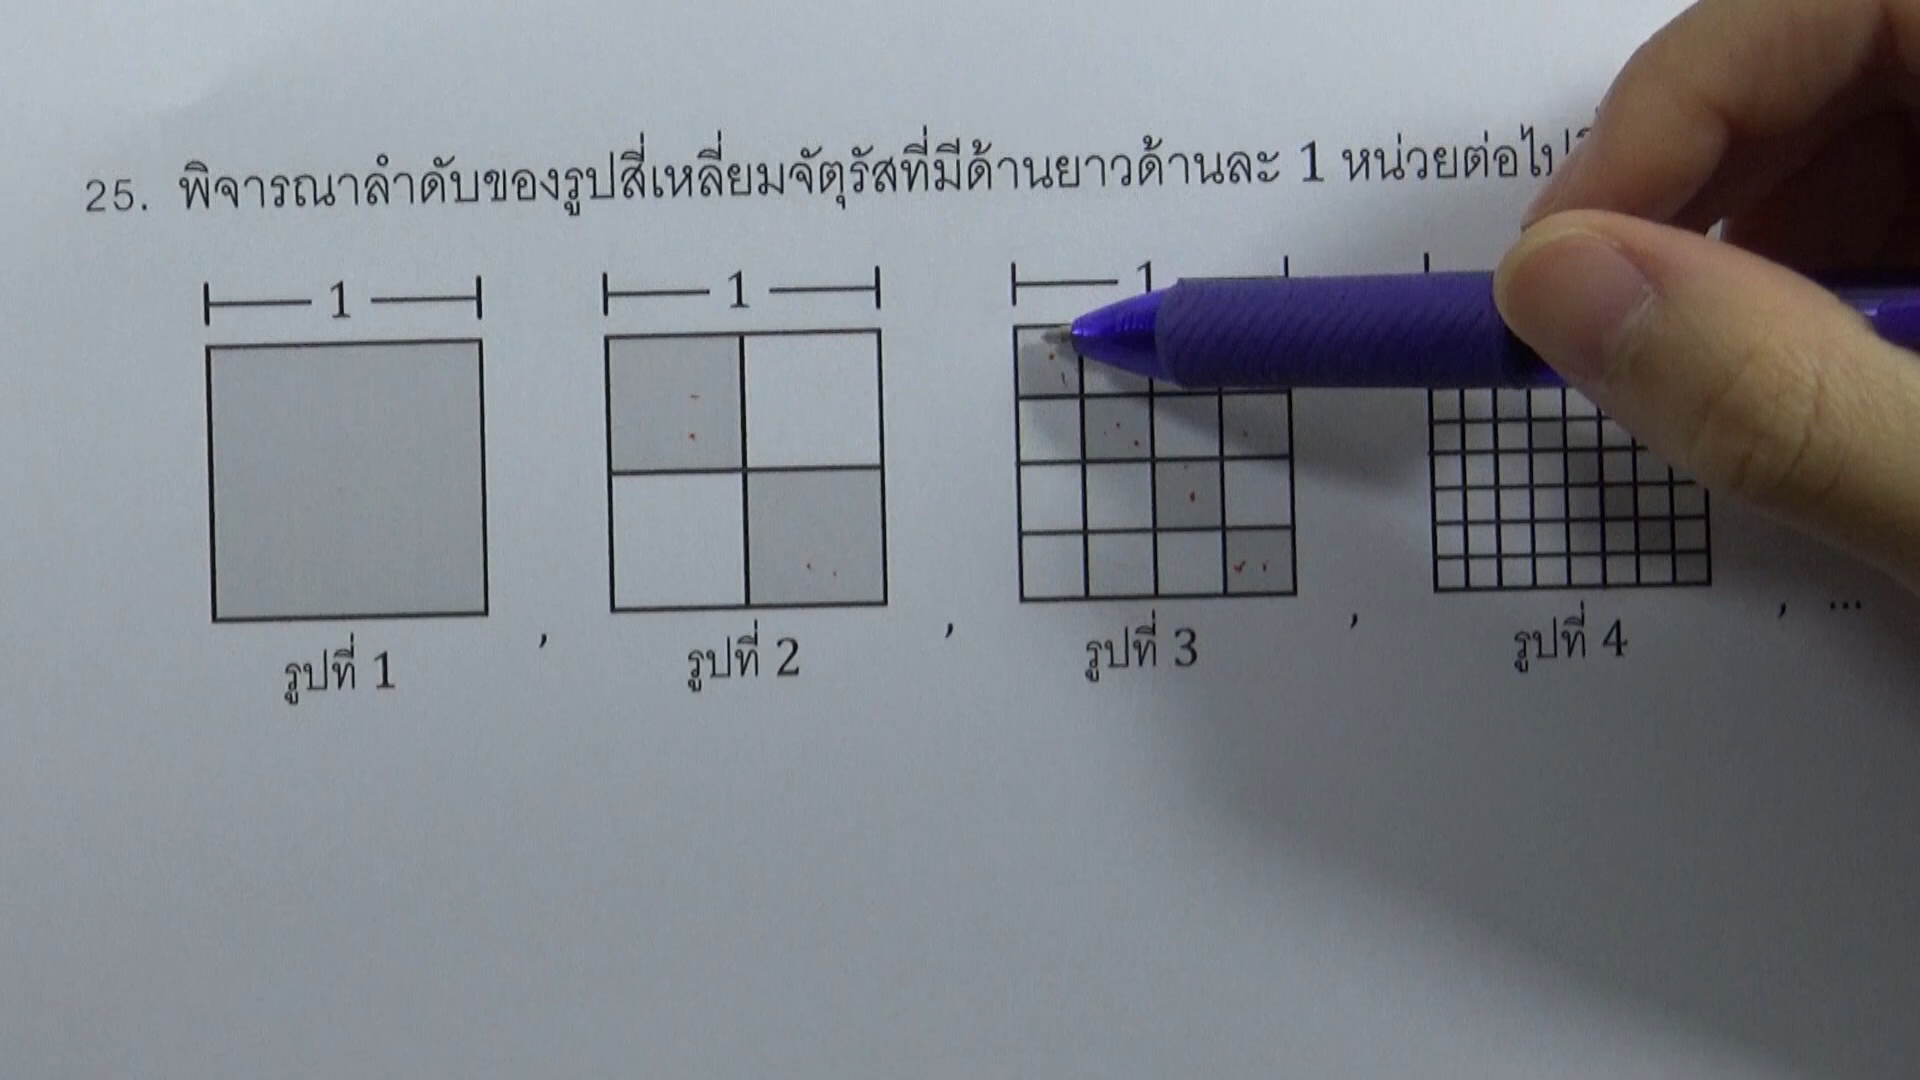 25. พิจารณาลำดับของรูปสี่เหลี่ยมจัตุรัสที่มีด้านยาวด้านละ 1 หน่วยต่อไป
1 1 1
รูปที่ 1 , รูปที่ 2 , รูปที่ 3 , รูปที่ 4 , ...